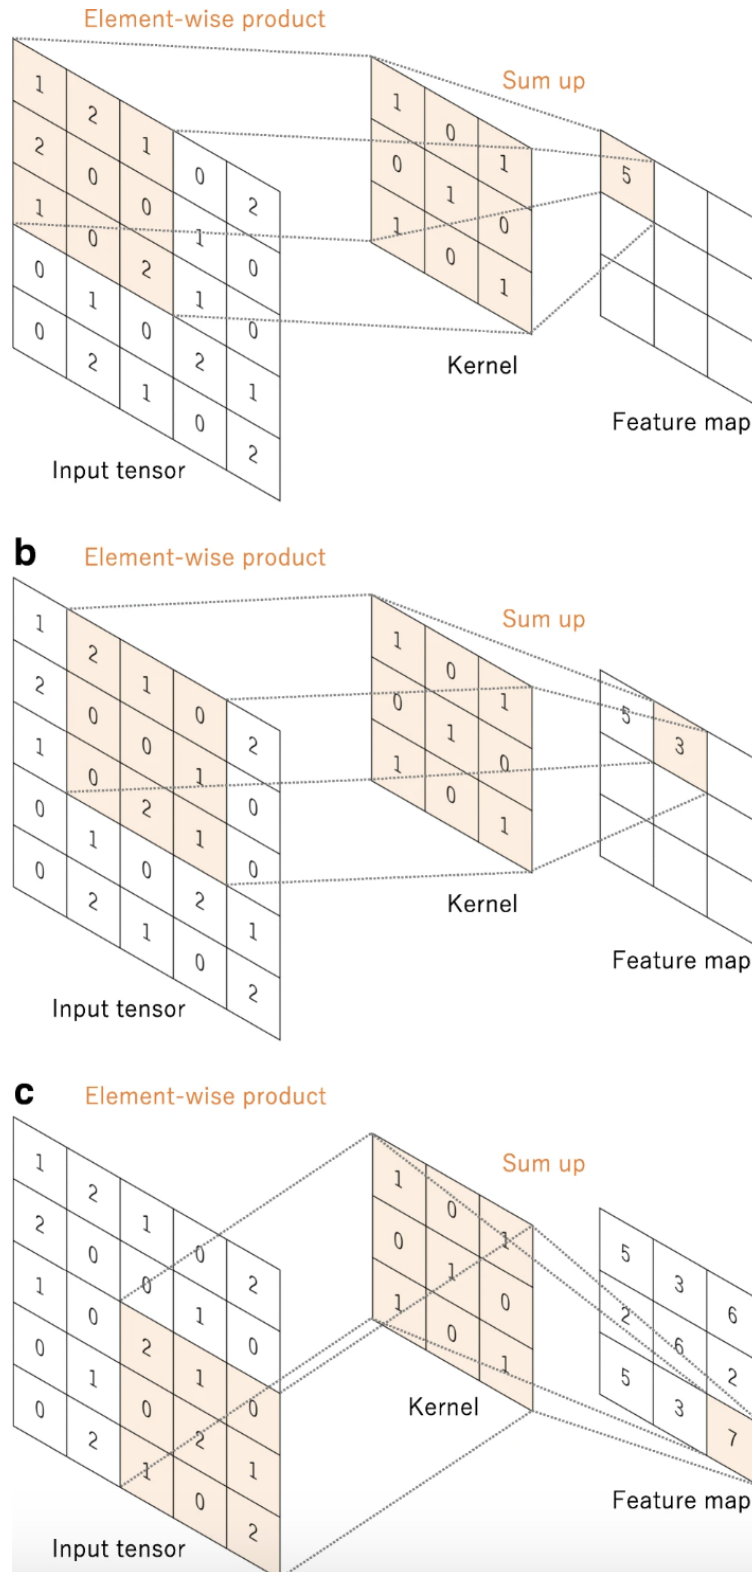 Element-wise product
Sum up
1 2 1 0 2
2 0 0 1 0
1 0 2 1 0
0 1 0 2 1
0 2 1 0 2
1 0 1
0 1 0
1 0 1
5
Kernel
Feature map
Input tensor
b
Element-wise product
Sum up
1 2 1 0 2
2 0 0 1 0
1 0 2 1 0
0 1 0 2 1
0 2 1 0 2
1 0 1
0 1 0
1 0 1
5 3
Kernel
Feature map
Input tensor
c
Element-wise product
Sum up
1 2 1 0 2
2 0 0 1 0
1 0 2 1 0
0 1 0 2 1
0 2 1 0 2
1 0 1
0 1 0
1 0 1
5 3 6
2 6 2
5 3 7
Kernel
Feature map
Input tensor